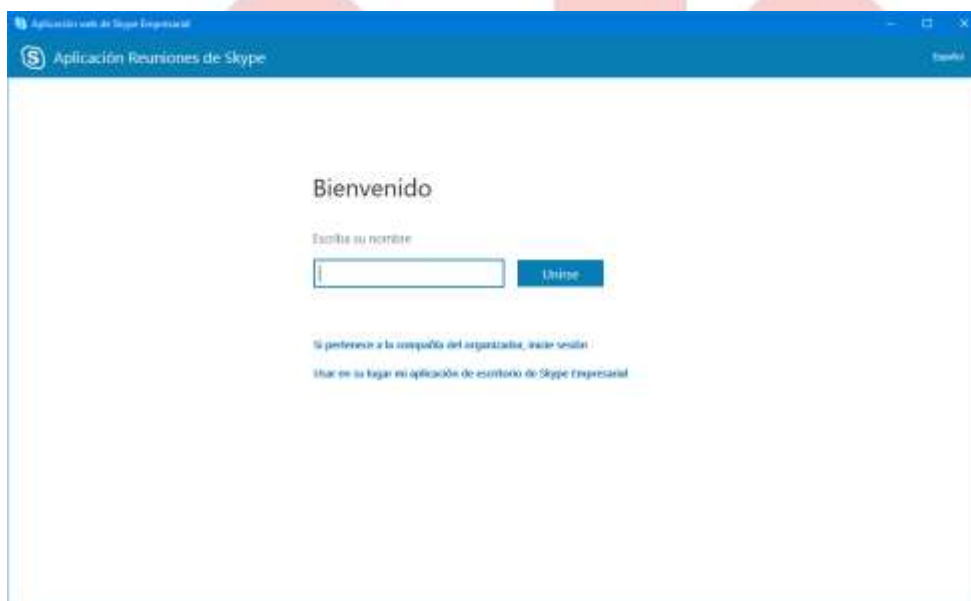 Aplicación web de Skype Empresarial
Aplicación Reuniones de Skype
Español
Bienvenido
Escriba su nombre
Unirse
Si pertenece a la compañía del organizador, inicie sesión
Usar en su lugar mi aplicación de escritorio de Skype Empresarial